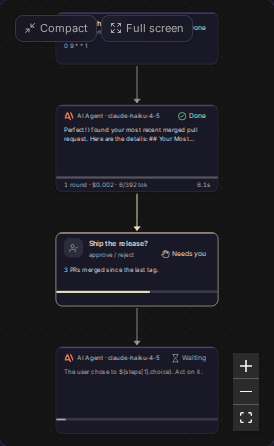 Compact
Full screen
0 9 * * 1
AI Agent · claude-haiku-4-5
Done
Perfect! I found your most recent merged pull
request. Here are the details: ## Your Most...
1 round · $0.002 · 6/392 tok
6.1s
Ship the release?
approve / reject
Needs you
3 PRs merged since the last tag.
AI Agent · claude-haiku-4-5
Waiting
The user chose to ${steps[1].choice}. Act on it.